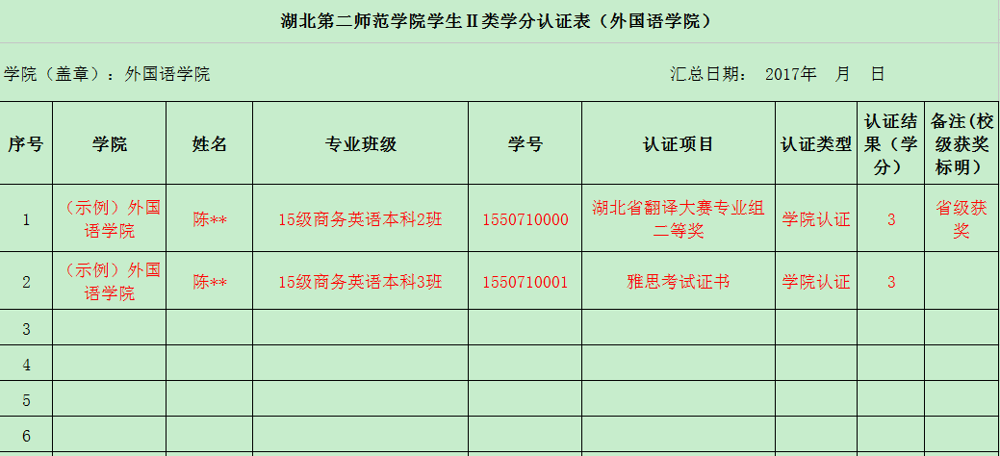 湖北第二师范学院学生Ⅱ类学分认证表（外国语学院）
学院（盖章）：外国语学院 汇总日期： 2017年 月 日
序号 学院 姓名 专业班级 学号 认证项目 认证类型 认证结果（学分） 备注(校级获奖标明）
1 （示例）外国语学院 陈** 15级商务英语本科2班 1550710000 湖北省翻译大赛专业组二等奖 学院认证 3 省级获奖
2 （示例）外国语学院 陈** 15级商务英语本科3班 1550710001 雅思考试证书 学院认证 3
3
4
5
6